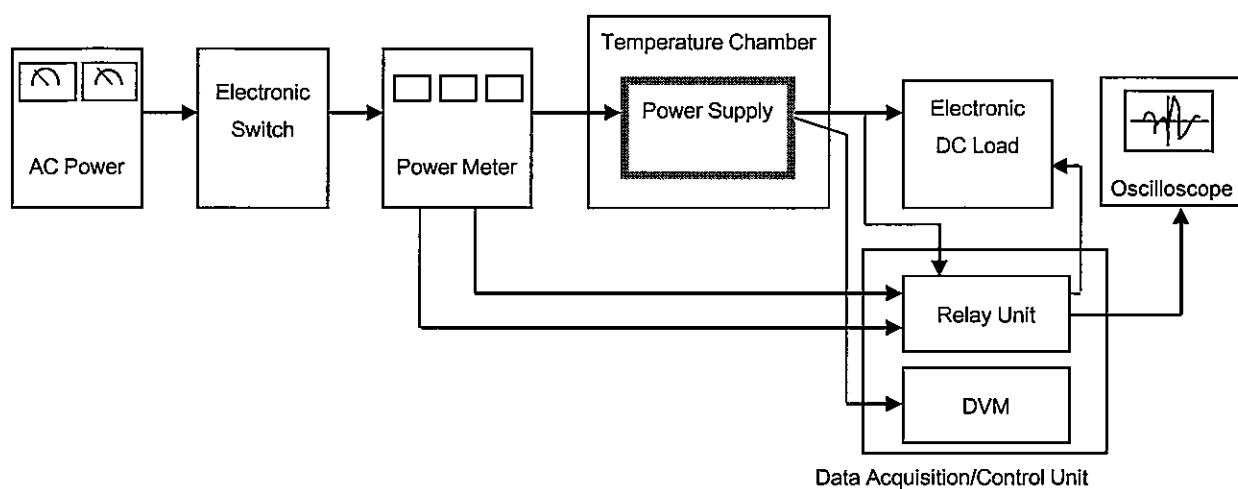 AC Power
Electronic
Switch
Power Meter
Temperature Chamber
Power Supply
Electronic
DC Load
Oscilloscope
Relay Unit
DVM
Data Acquisition/Control Unit